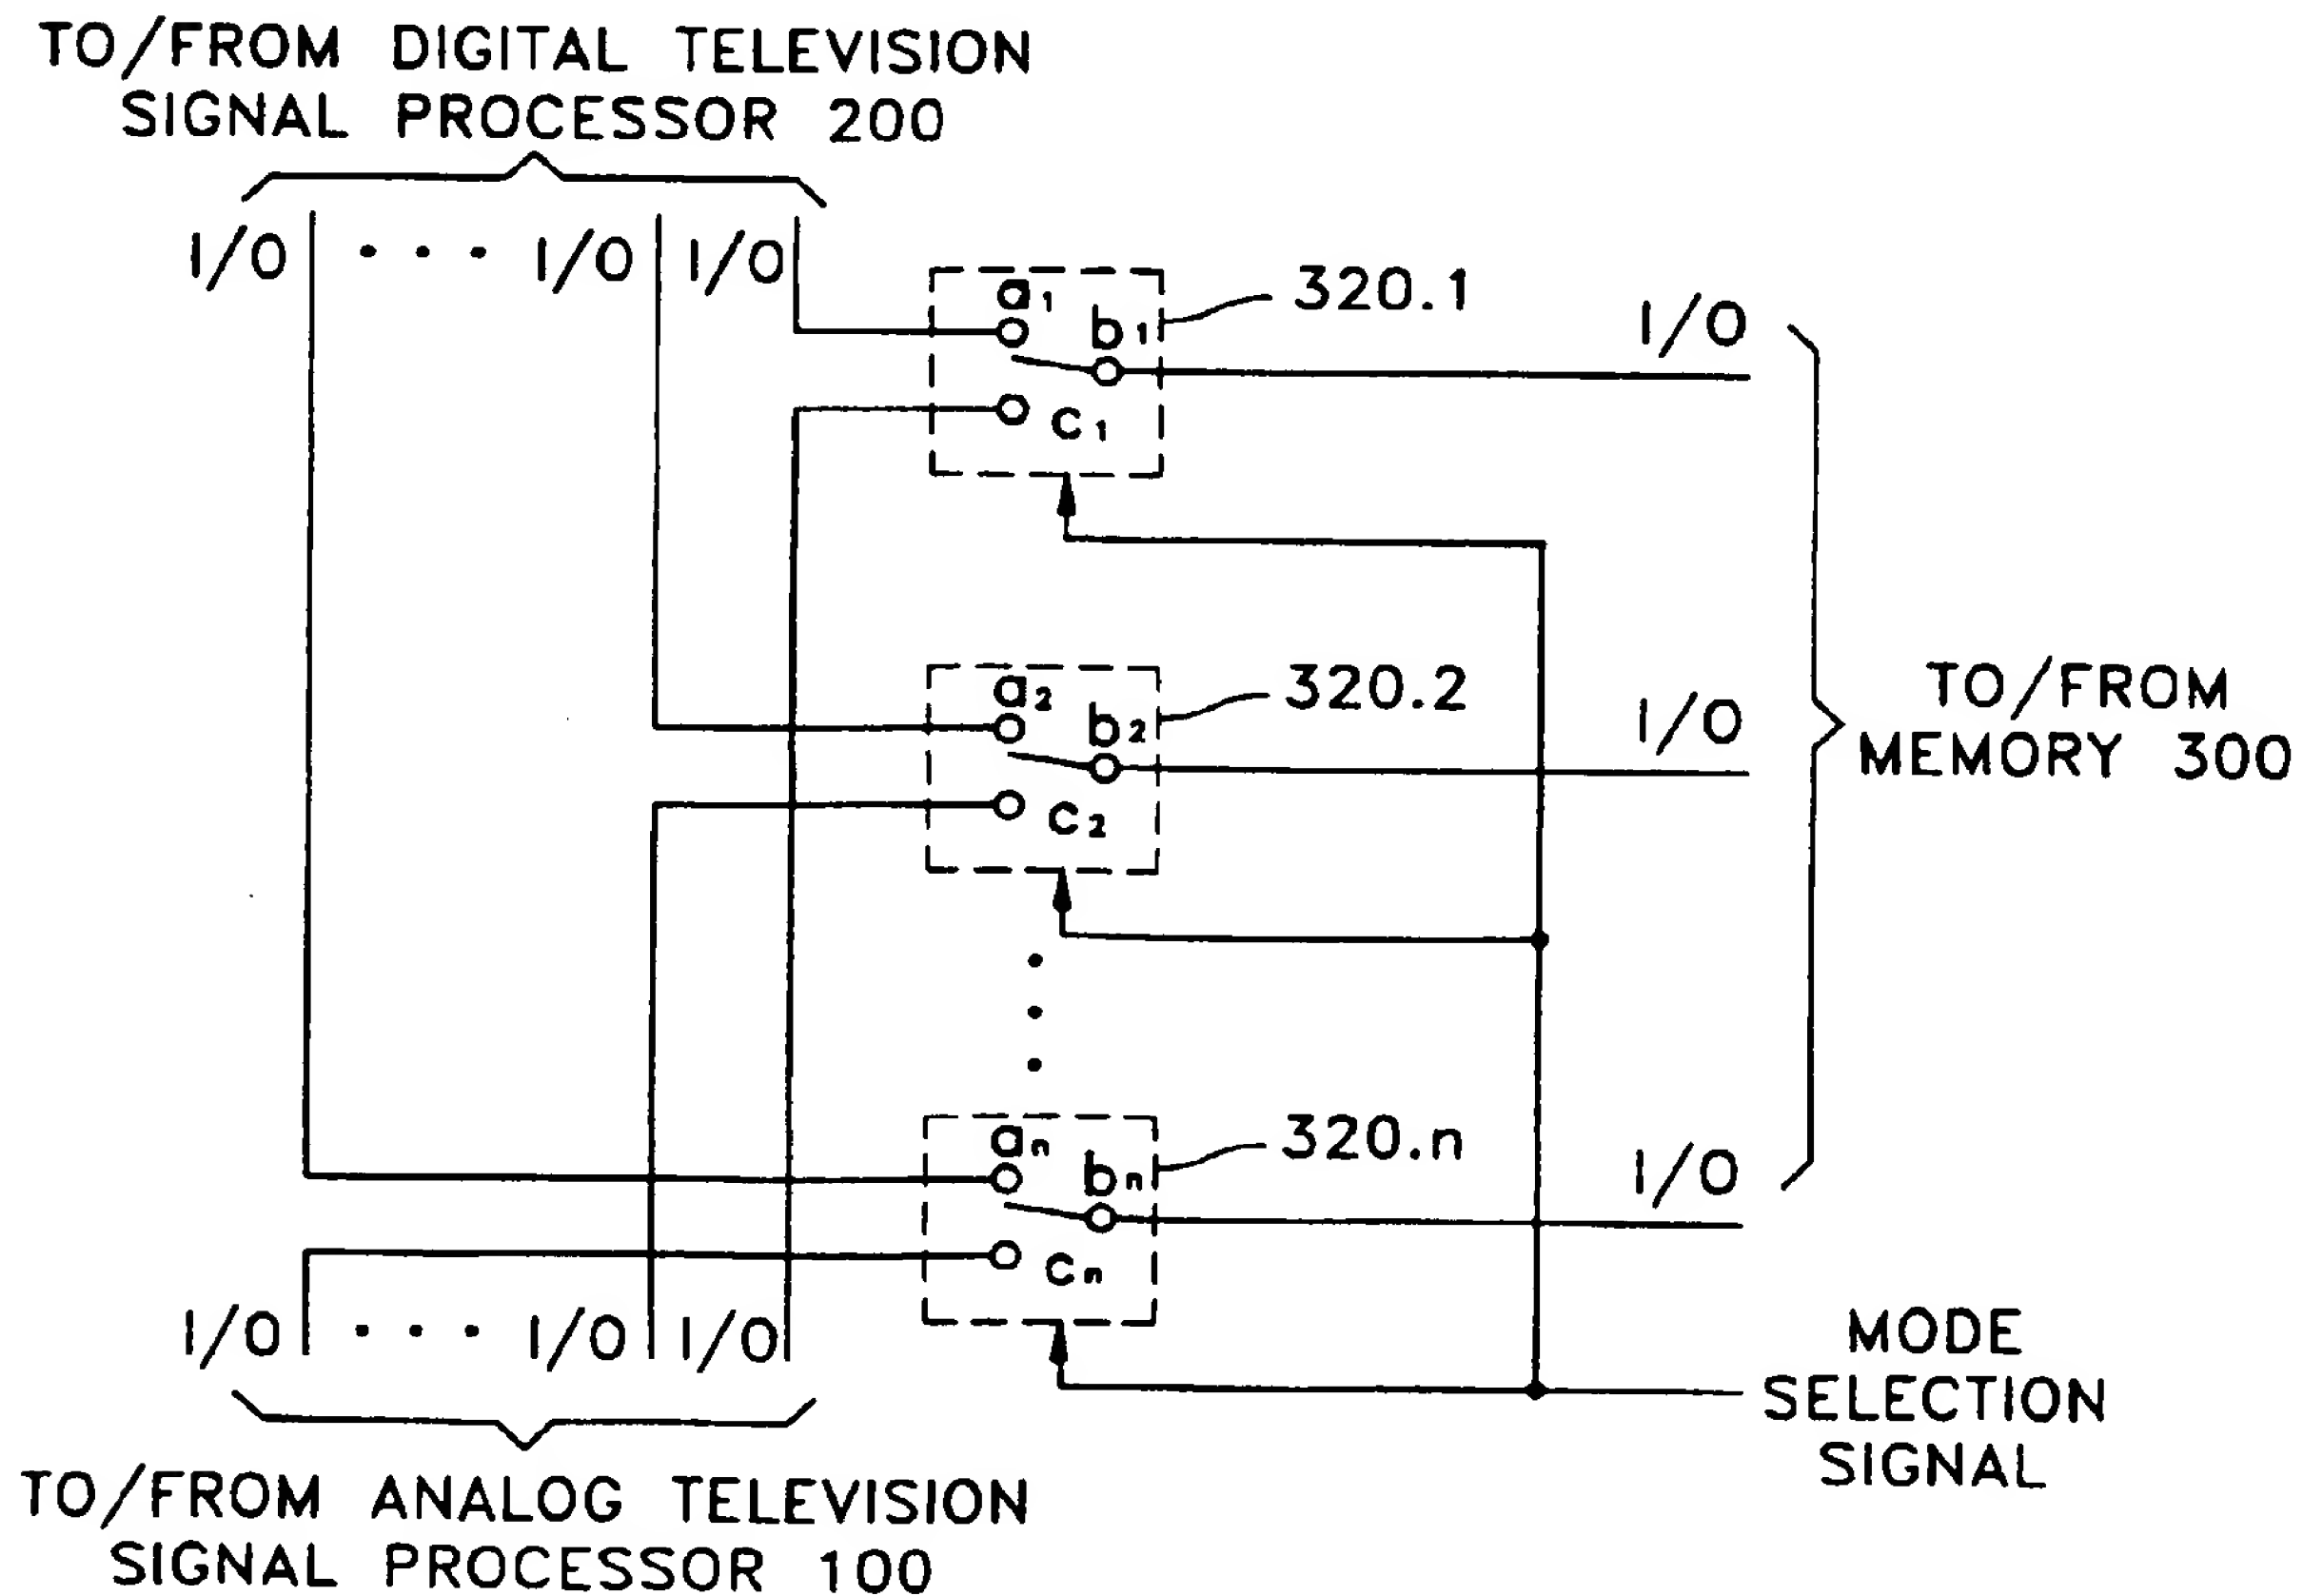 TO/FROM DIGITAL TELEVISION
SIGNAL PROCESSOR 200
I/O ... I/O I/O
a1
b1
c1
320.1
I/O
a2
b2
c2
320.2
I/O
TO/FROM
MEMORY 300
an
bn
cn
320.n
I/O
I/O ... I/O I/O
MODE
SELECTION
SIGNAL
TO/FROM ANALOG TELEVISION
SIGNAL PROCESSOR 100